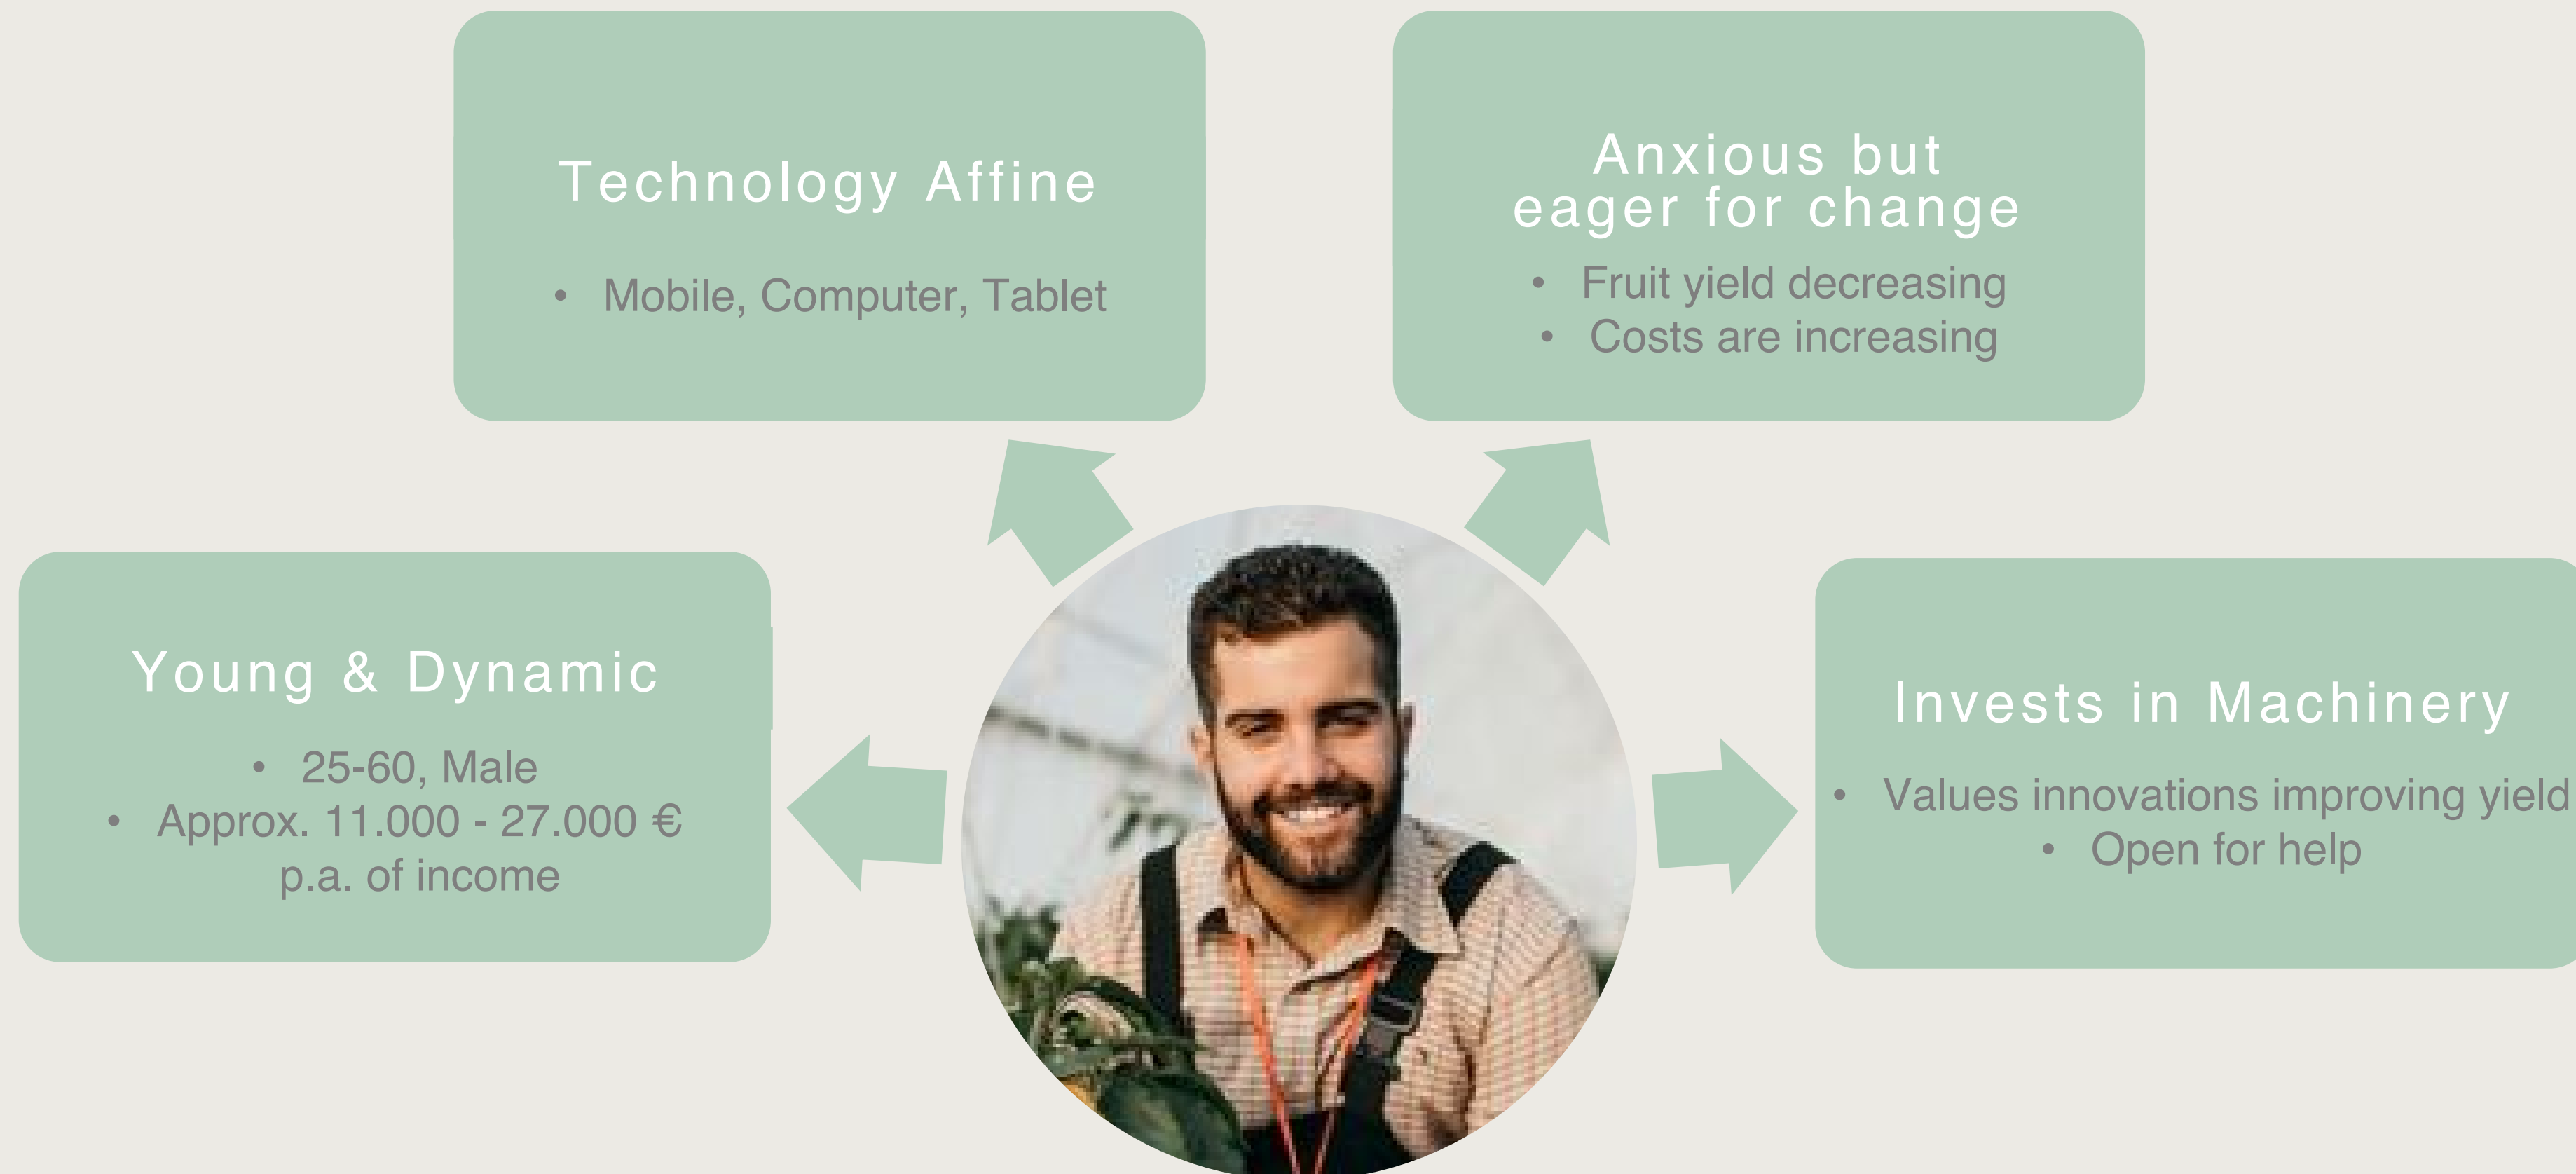 Technology Affine
• Mobile, Computer, Tablet
Anxious but
eager for change
• Fruit yield decreasing
• Costs are increasing
Young & Dynamic
• 25-60, Male
• Approx. 11.000 - 27.000 €
p.a. of income
Invests in Machinery
• Values innovations improving yield
• Open for help